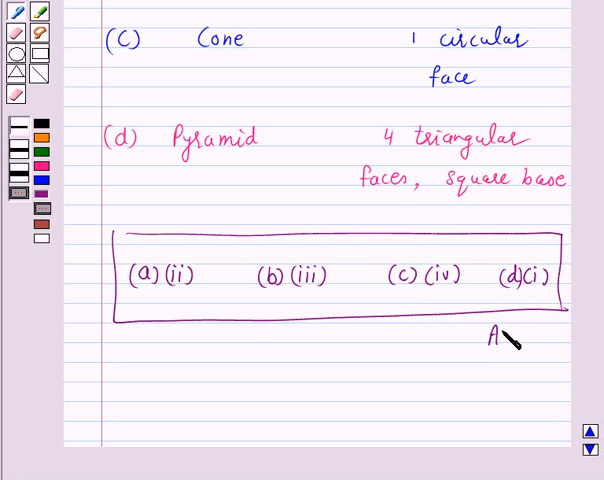 (C) Cone 1 circular
face
(d) Pyramid 4 triangular
faces, square base
(a) (ii) (b) (iii) (c) (iv) (d) (i)
A